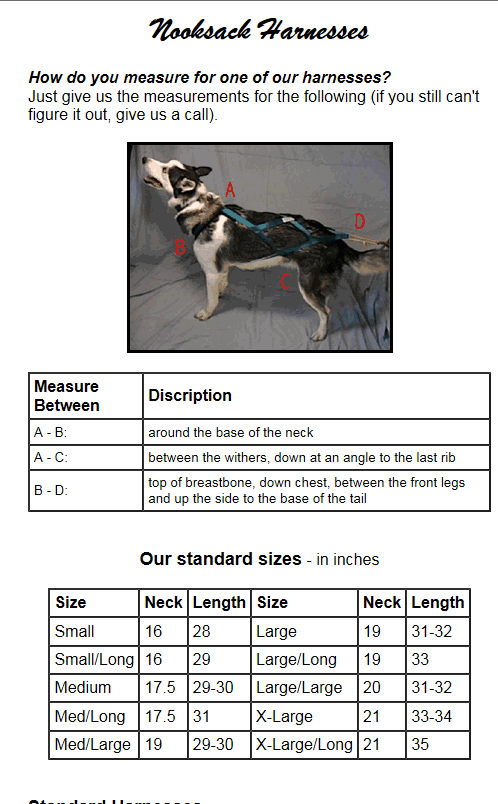 Nooksack Harnesses
How do you measure for one of our harnesses?
Just give us the measurements for the following (if you still can't
figure it out, give us a call).
A
B
C
D
Measure Between Discription
A - B: around the base of the neck
A - C: between the withers, down at an angle to the last rib
B - D: top of breastbone, down chest, between the front legs
and up the side to the base of the tail
Our standard sizes - in inches
Size Neck Length Size Neck Length
Small 16 28 Large 19 31-32
Small/Long 16 29 Large/Long 19 33
Medium 17.5 29-30 Large/Large 20 31-32
Med/Long 17.5 31 X-Large 21 33-34
Med/Large 19 29-30 X-Large/Long 21 35
Standard Harnesses